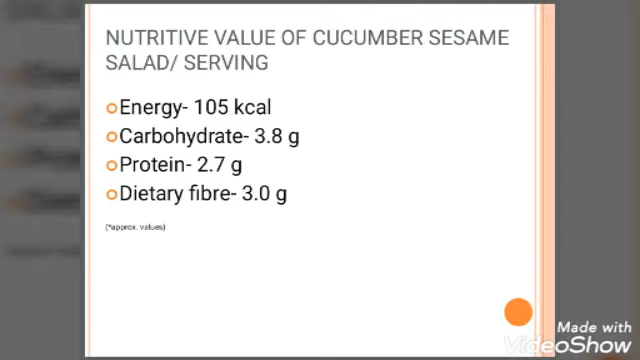 NUTRITIVE VALUE OF CUCUMBER SESAME
SALAD/ SERVING
Energy- 105 kcal
Carbohydrate- 3.8 g
Protein- 2.7 g
Dietary fibre- 3.0 g
(*approx. values)
Made with
VideoShow